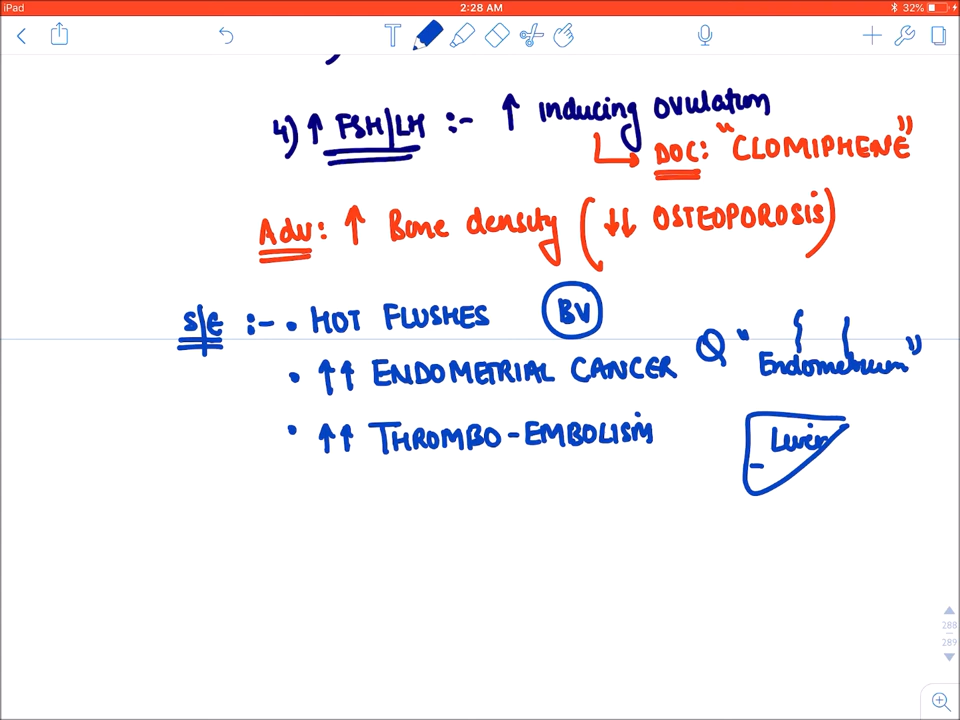 iPad 2:28 AM 32%
T
4) ↑ FSH/LH :- ↑ Inducing ovulation
DOC: "CLOMIPHENE"
Adv: ↑ Bone density ( ↓↓ OSTEOPOROSIS )
S/E :- • HOT FLUSHES BV
• ↑↑ ENDOMETRIAL CANCER Q " Endometrium "
• ↑↑ THROMBO-EMBOLISM Liver
288
289